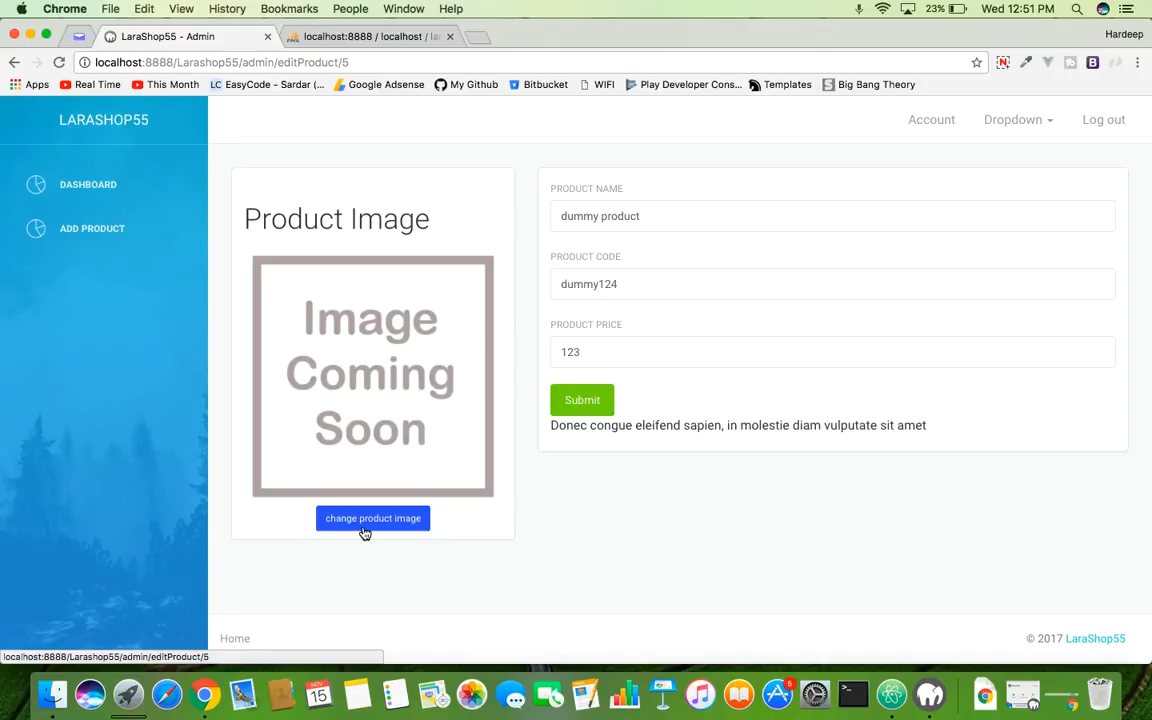 Chrome File Edit View History Bookmarks People Window Help 23% Wed 12:51 PM
LaraShop55 - Admin localhost:8888 / localhost / lar
Hardeep
localhost:8888/Larashop55/admin/editProduct/5
Apps Real Time This Month LC EasyCode - Sardar (... Google Adsense My Github Bitbucket WIFI Play Developer Cons... Templates Big Bang Theory
LARASHOP55
Account Dropdown Log out
DASHBOARD
ADD PRODUCT
Product Image
Image
Coming
Soon
change product image
PRODUCT NAME
dummy product
PRODUCT CODE
dummy124
PRODUCT PRICE
123
Submit
Donec congue eleifend sapien, in molestie diam vulputate sit amet
Home
© 2017 LaraShop55
localhost:8888/Larashop55/admin/editProduct/5